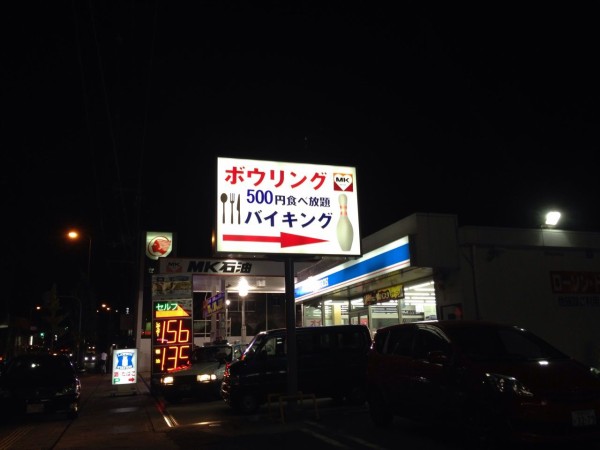 ボウリング
MK
500円食べ放題
バイキング
MK石油
セルフ
156
135